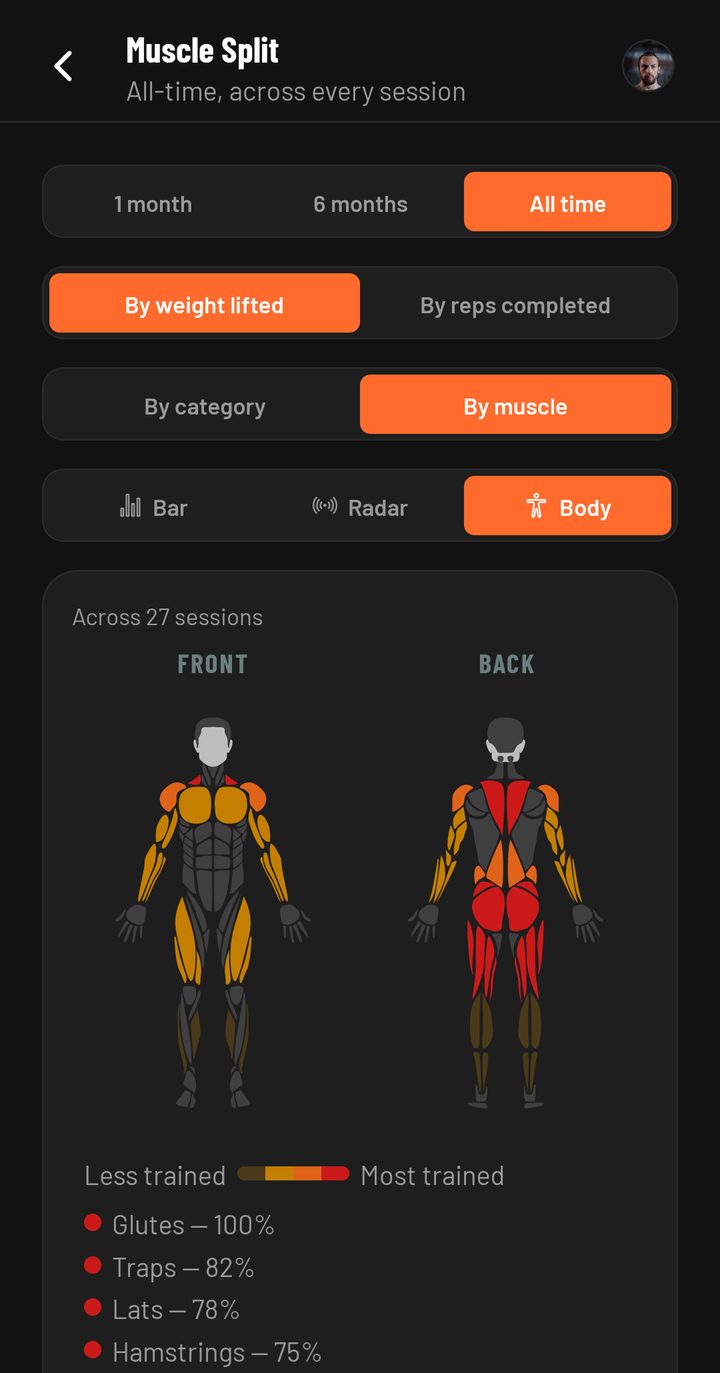 Muscle Split
All-time, across every session
1 month 6 months All time
By weight lifted By reps completed
By category By muscle
Bar Radar Body
Across 27 sessions
FRONT BACK
Less trained Most trained
Glutes — 100%
Traps — 82%
Lats — 78%
Hamstrings — 75%